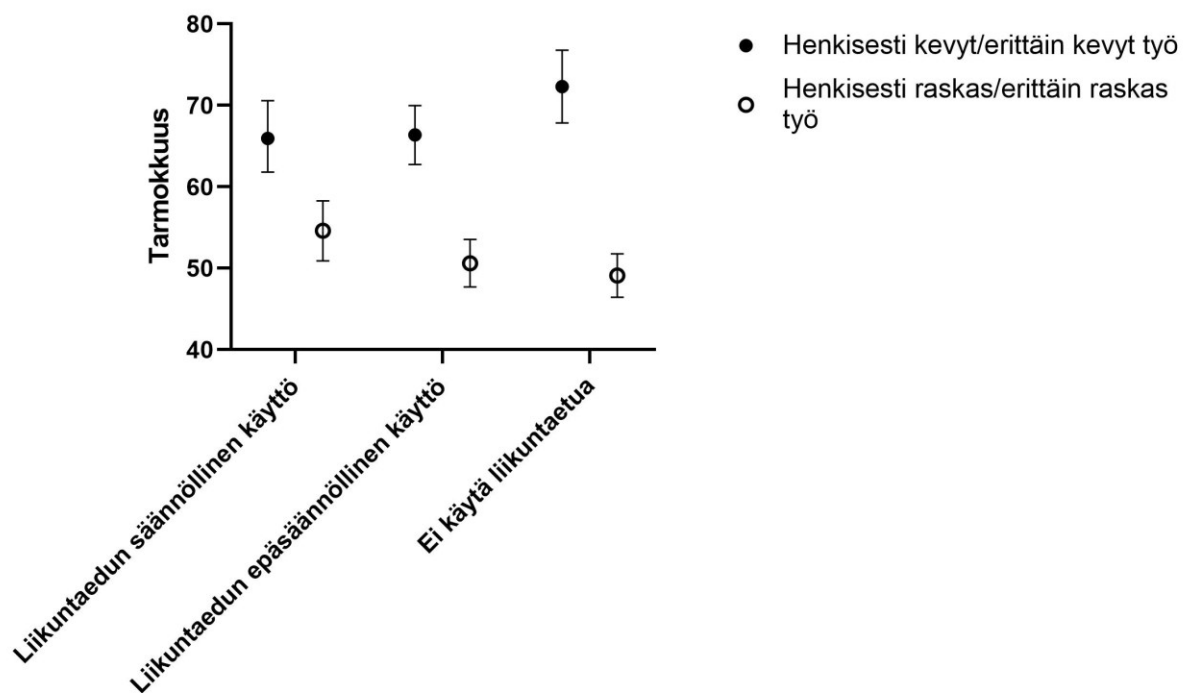 80
70
60
50
40
Tarmokkuus
Liikuntaedun säännöllinen käyttö
Liikuntaedun epäsäännöllinen käyttö
Ei käytä liikuntaetua
Henkisesti kevyt/erittäin kevyt työ
Henkisesti raskas/erittäin raskas
työ